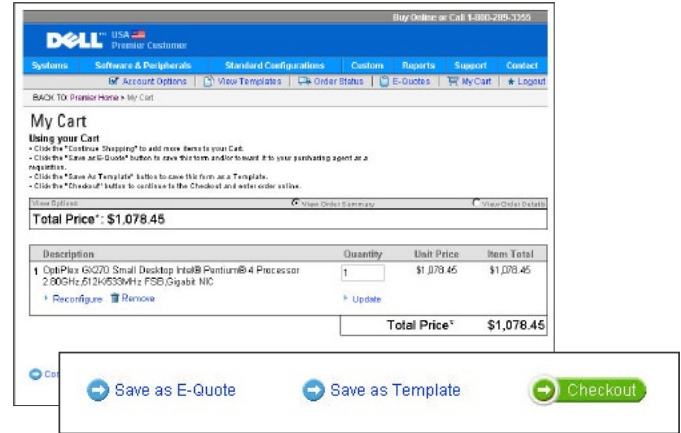 Buy Online or Call 1-800-289-3355
DELL™ USA
Premier Customer
Systems Software & Peripherals Standard Configurations Custom Reports Support Contact
Account Options | View Templates | Order Status | E-Quotes | My Cart | Logout
BACK TO: Premier Home > My Cart
My Cart
Using your Cart
- Click the "Continue Shopping" to add more items to your Cart.
- Click the "Save as E-Quote" button to save this form and/or forward it to your purchasing agent as a
requisition.
- Click the "Save As Template" button to save this form as a Template.
- Click the "Checkout" button to continue to the Checkout and enter order online.
View Options: View Order Summary View Order Details
Total Price*: $1,078.45
Description Quantity Unit Price Item Total
1 OptiPlex GX270 Small Desktop Intel® Pentium® 4 Processor 1 $1,078.45 $1,078.45
2.80GHz,512K/533MHz FSB,Gigabit NIC
Reconfigure Remove Update
Total Price* $1,078.45
Save as E-Quote Save as Template Checkout